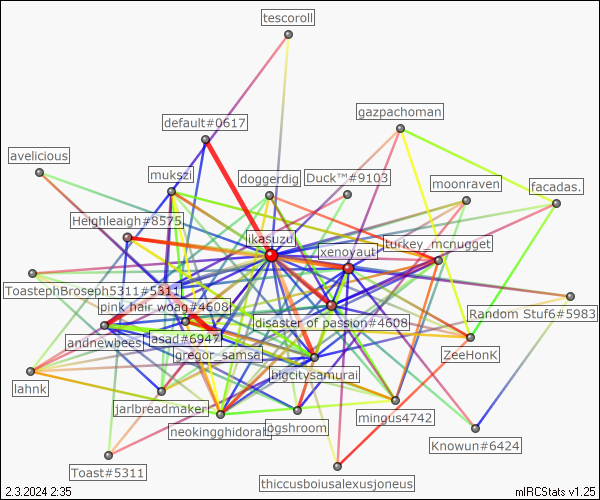 tescoroll
gazpachoman
default#0617
avelicious
mukszi
doggerdig
Duck™#9103
moonraven
facadas.
Heighleaigh#8575
ikasuzu
xenoyaut
turkey_mcnugget
ToastephBroseph5311#5311
pink hair woag#4608
disaster of passion#4608
Random Stuf6#5983
andnewbees
asad#6947
gregor_samsa
ZeeHonK
bigcitysamurai
lahnk
jarlbreadmaker
neokingghidorah
ogshroom
mingus4742
Knowun#6424
Toast#5311
thiccusboiusalexusjoneus
2.3.2024 2:35
mIRCStats v1.25